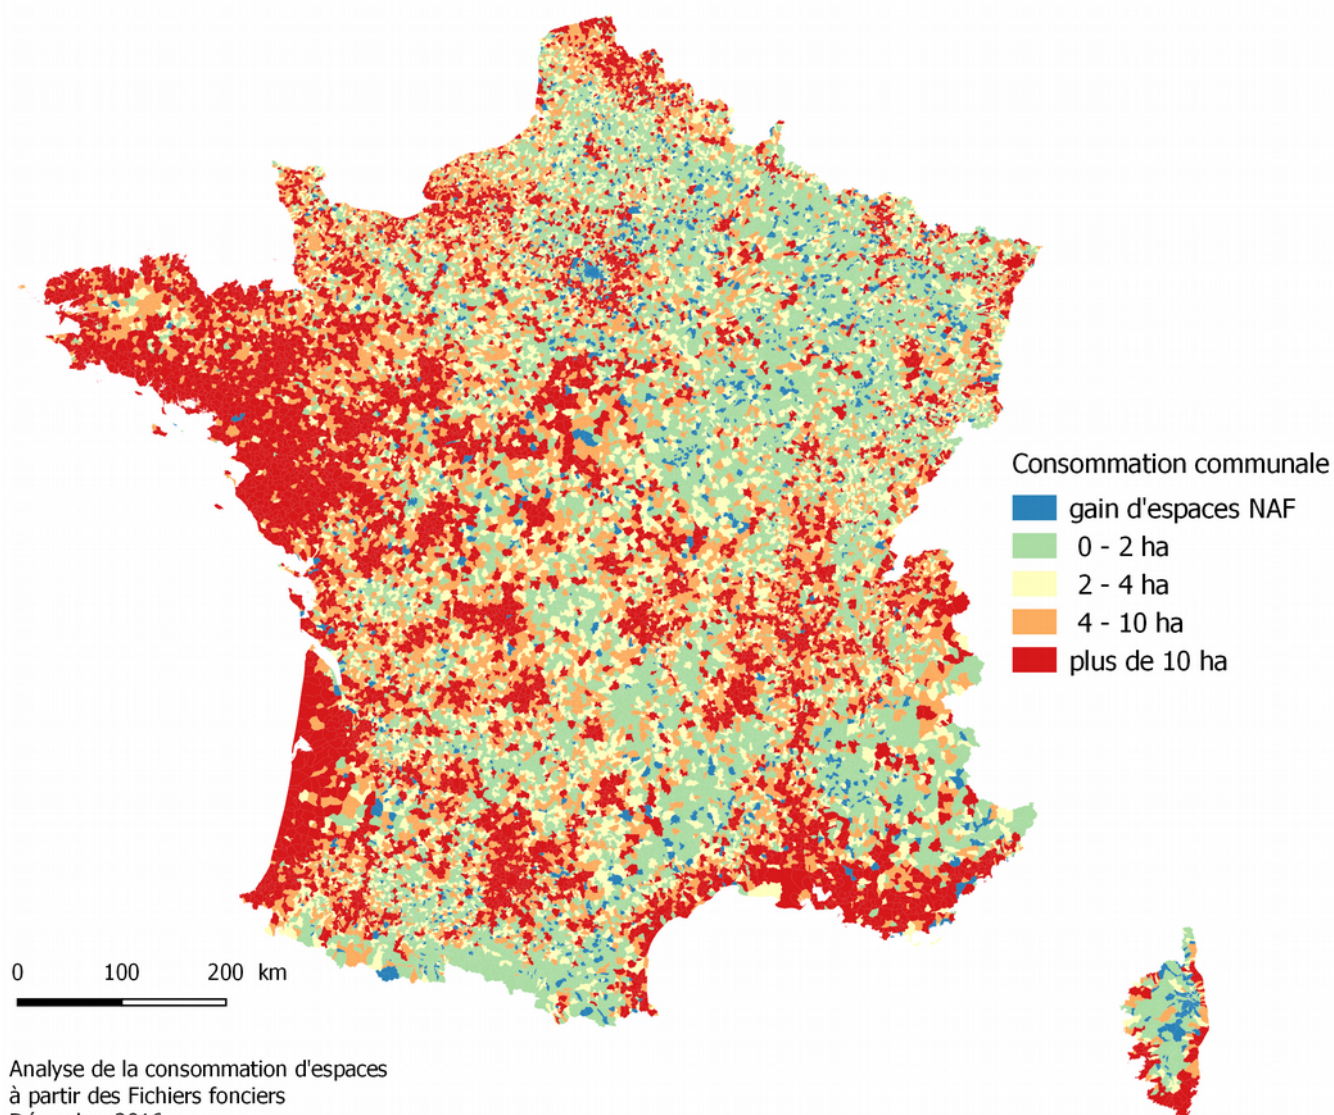 Consommation communale
gain d'espaces NAF
0 - 2 ha
2 - 4 ha
4 - 10 ha
plus de 10 ha
0 100 200 km
Analyse de la consommation d'espaces
à partir des Fichiers fonciers